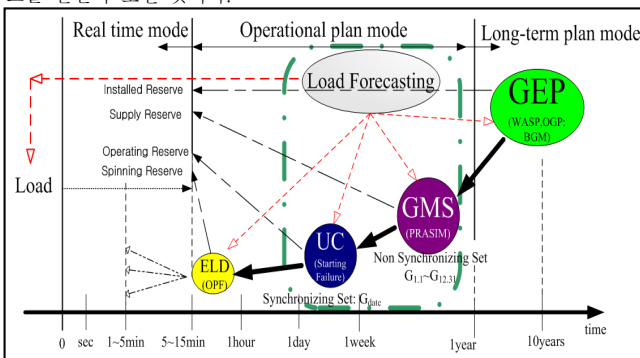 Real time mode
Operational plan mode
Long-term plan mode
Load Forecasting
GEP
(WASP,OGP:
BGM)
Installed Reserve
Supply Reserve
Operating Reserve
Spinning Reserve
Load
GMS
(PRASIM)
UC
(Starting
Failure)
Non Synchronizing Set
G1.1~G12.31
ELD
(OPF)
Synchronizing Set: Gdate
time
0 sec 1~5min 5~15min 1hour 1day 1week 1year 10years